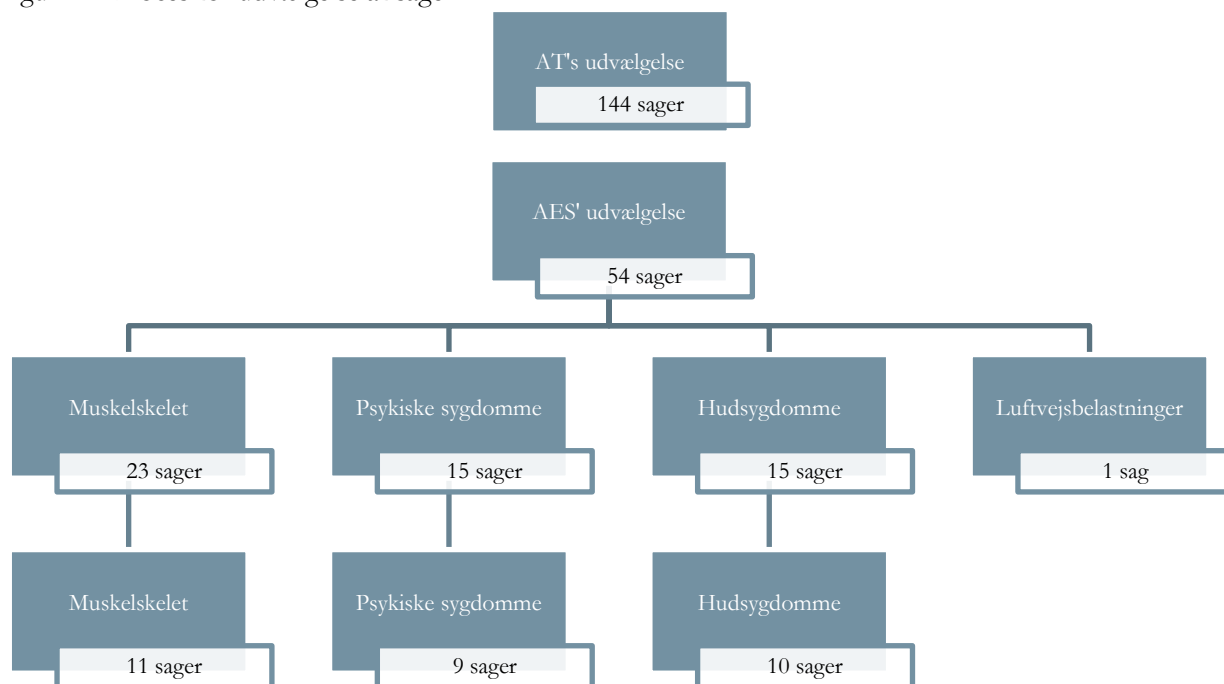 AT's udvælgelse
144 sager
AES' udvælgelse
54 sager
Muskelskelet
23 sager
Psykiske sygdomme
15 sager
Hudsygdomme
15 sager
Luftvejsbelastninger
1 sag
Muskelskelet
11 sager
Psykiske sygdomme
9 sager
Hudsygdomme
10 sager